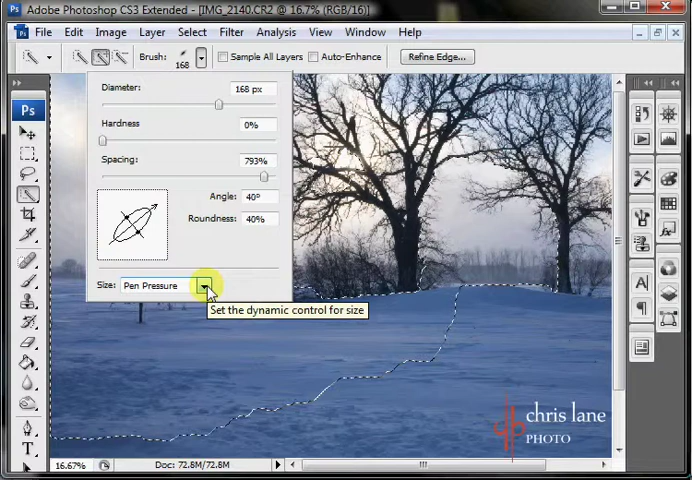 Adobe Photoshop CS3 Extended - [IMG_2140.CR2 @ 16.7% (RGB/16)]
File Edit Image Layer Select Filter Analysis View Window Help
Brush: 168 Sample All Layers Auto-Enhance Refine Edge...
Diameter: 168 px
Hardness 0%
Spacing: 793%
Angle: 40º
Roundness: 40%
Size: Pen Pressure
Set the dynamic control for size
Ps
A
T
chris lane
PHOTO
16.67% Doc: 72.8M/72.8M